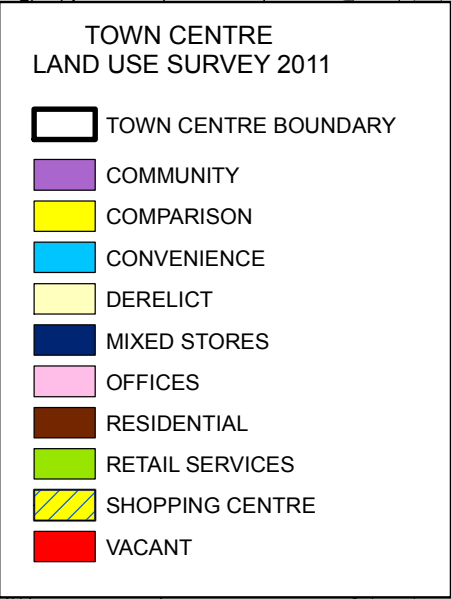 TOWN CENTRE
LAND USE SURVEY 2011
TOWN CENTRE BOUNDARY
COMMUNITY
COMPARISON
CONVENIENCE
DERELICT
MIXED STORES
OFFICES
RESIDENTIAL
RETAIL SERVICES
SHOPPING CENTRE
VACANT